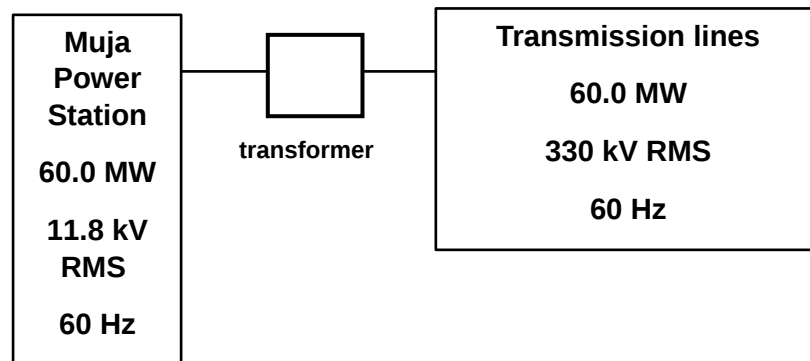 Muja
Power
Station
60.0 MW
11.8 kV
RMS
60 Hz
transformer
Transmission lines
60.0 MW
330 kV RMS
60 Hz